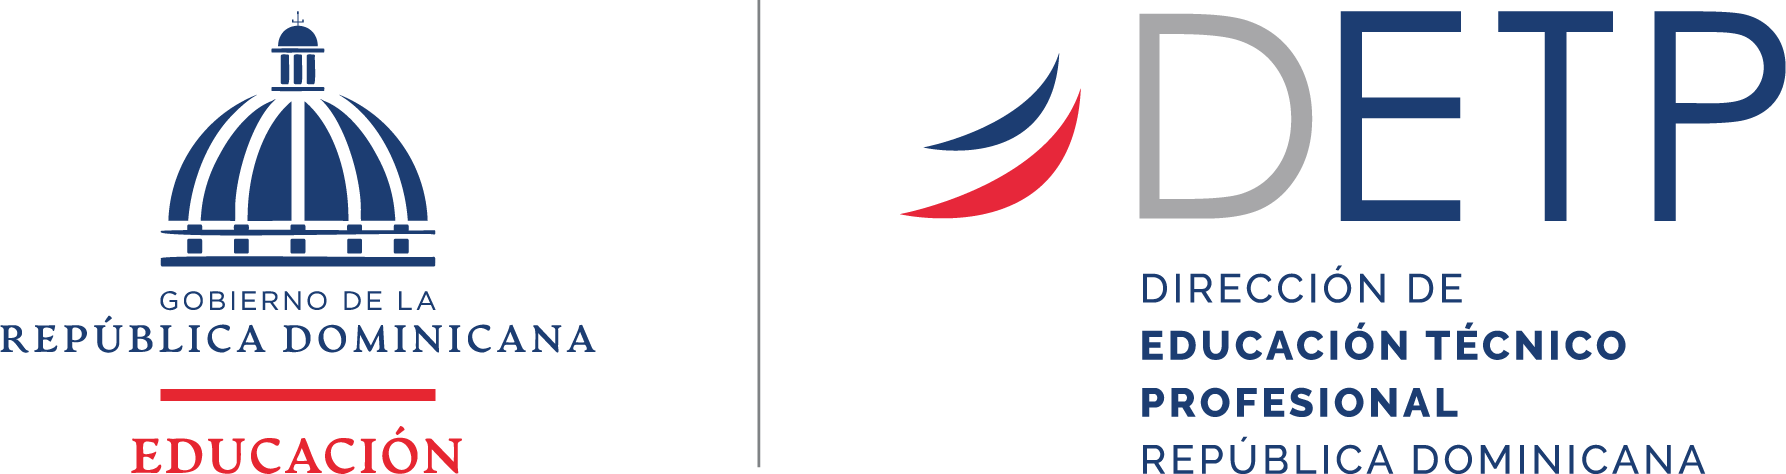 GOBIERNO DE LA
REPÚBLICA DOMINICANA
EDUCACIÓN
DETP
DIRECCIÓN DE
EDUCACIÓN TÉCNICO
PROFESIONAL
REPÚBLICA DOMINICANA